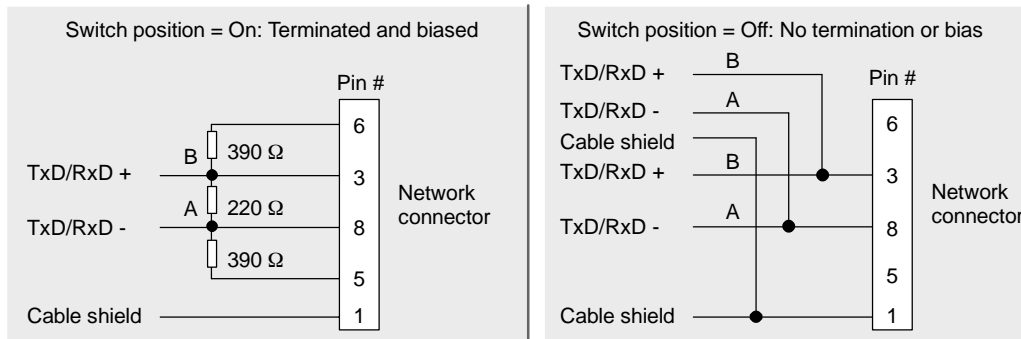 Switch position = On: Terminated and biased
Pin #
6
390 Ω
B
TxD/RxD +
3
220 Ω
A
TxD/RxD -
8
390 Ω
5
Cable shield
1
Network
connector
Switch position = Off: No termination or bias
TxD/RxD +
B
Pin #
TxD/RxD -
A
6
Cable shield
TxD/RxD +
B
3
TxD/RxD -
A
8
5
Cable shield
1
Network
connector